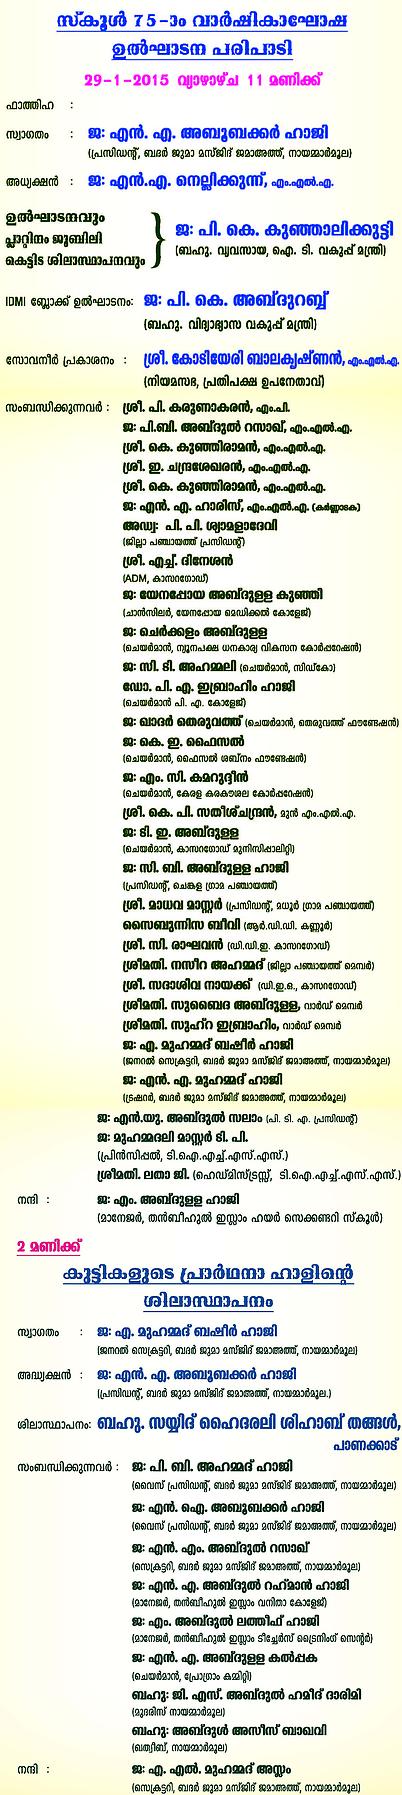 സ്കൂൾ 75-ാം വാർഷികാഘോഷ
ഉൽഘാടന പരിപാടി
29-1-2015 വ്യാഴാഴ്ച 11 മണിക്ക്
ഫാത്തിഹ :
സ്വാഗതം : ജ: എൻ. എ. അബൂബക്കർ ഹാജി
(പ്രസിഡന്റ്, ബദർ ജുമാ മസ്ജിദ് ജമാഅത്ത്, നായന്മാർമൂല)
അധ്യക്ഷൻ : ജ: എൻ.എ. നെല്ലിക്കുന്ന്, എം.എൽ.എ.
ഉൽഘാടനവും
പ്ലാറ്റിനം ജൂബിലി
കെട്ടിട ശിലാസ്ഥാപനവും
ജ: പി. കെ. കുഞ്ഞാലിക്കുട്ടി
(ബഹു. വ്യവസായ, ഐ. ടി. വകുപ്പ് മന്ത്രി)
IDMI ബ്ലോക്ക് ഉൽഘാടനം: ജ: പി. കെ. അബ്ദുറബ്ബ്
(ബഹു. വിദ്യാഭ്യാസ വകുപ്പ് മന്ത്രി)
സോവനീർ പ്രകാശനം : ശ്രീ. കോടിയേരി ബാലകൃഷ്ണൻ, എം.എൽ.എ.
(നിയമസഭ, പ്രതിപക്ഷ ഉപനേതാവ്)
സംബന്ധിക്കുന്നവർ : ശ്രീ. പി. കരുണാകരൻ, എം.പി.
ജ: പി.ബി. അബ്ദുൽ റസാഖ്, എം.എൽ.എ.
ശ്രീ. കെ. കുഞ്ഞിരാമൻ, എം.എൽ.എ.
ശ്രീ. ഇ. ചന്ദ്രശേഖരൻ, എം.എൽ.എ.
ശ്രീ. കെ. കുഞ്ഞിരാമൻ, എം.എൽ.എ.
ജ: എൻ. എ. ഹാരിസ്, എം.എൽ.എ. (കർണ്ണാടക)
അഡ്വ: പി. പി. ശ്യാമളാദേവി
(ജില്ലാ പഞ്ചായത്ത് പ്രസിഡന്റ്)
ശ്രീ. എച്ച്. ദിനേശൻ
(ADM, കാസറഗോഡ്)
ജ: യേനപ്പോയ അബ്ദുള്ള കുഞ്ഞി
(ചാൻസിലർ, യേനപ്പോയ മെഡിക്കൽ കോളേജ്)
ജ: ചെർക്കളം അബ്ദുള്ള
(ചെയർമാൻ, ന്യൂനപക്ഷ ധനകാര്യ വികസന കോർപ്പറേഷൻ)
ജ: സി. ടി. അഹമ്മലി (ചെയർമാൻ, സിഡ്കോ)
ഡോ. പി. എ. ഇബ്രാഹിം ഹാജി
(ചെയർമാൻ പി. എ. കോളേജ്)
ജ: ഖാദർ തെരുവത്ത് (ചെയർമാൻ, തെരുവത്ത് ഫൗണ്ടേഷൻ)
ജ: കെ. ഇ. ഫൈസൽ
(ചെയർമാൻ, ഫൈസൽ ശബ്നം ഫൗണ്ടേഷൻ)
ജ: എം. സി. കമറുദ്ദീൻ
(ചെയർമാൻ, കേരള കരകൗശല കോർപ്പറേഷൻ)
ശ്രീ. കെ. പി. സതീശ്ചന്ദ്രൻ, മുൻ എം.എൽ.എ.
ജ: ടി. ഇ. അബ്ദുള്ള
(ചെയർമാൻ, കാസറഗോഡ് മുനിസിപ്പാലിറ്റി)
ജ: സി. ബി. അബ്ദുള്ള ഹാജി
(പ്രസിഡന്റ്, ചെങ്കള ഗ്രാമ പഞ്ചായത്ത്)
ശ്രീ. മാധവ മാസ്റ്റർ (പ്രസിഡന്റ്, മധൂർ ഗ്രാമ പഞ്ചായത്ത്)
സൈബുന്നിസ ബീവി (ആർ.ഡി.ഡി. കണ്ണൂർ)
ശ്രീ. സി. രാഘവൻ (ഡി.ഡി.ഇ. കാസറഗോഡ്)
ശ്രീമതി. നസീറ അഹമ്മദ് (ജില്ലാ പഞ്ചായത്ത് മെമ്പർ)
ശ്രീ. സദാശിവ നായക്ക് (ഡി.ഇ.ഒ., കാസറഗോഡ്)
ശ്രീമതി. സുബൈദ അബ്ദുള്ള, വാർഡ് മെമ്പർ
ശ്രീമതി. സുഹ്റ ഇബ്രാഹിം, വാർഡ് മെമ്പർ
ജ: എ. മുഹമ്മദ് ബഷീർ ഹാജി
(ജനറൽ സെക്രട്ടറി, ബദർ ജുമാ മസ്ജിദ് ജമാഅത്ത്, നായന്മാർമൂല)
ജ: എൻ. എ. മുഹമ്മദ് ഹാജി
(ട്രഷറർ, ബദർ ജുമാ മസ്ജിദ് ജമാഅത്ത്, നായന്മാർമൂല)
ജ: എൻ.യു. അബ്ദുൽ സലാം (പി. ടി. എ. പ്രസിഡന്റ്)
ജ: മുഹമ്മദലി മാസ്റ്റർ ടി. പി.
(പ്രിൻസിപ്പൽ, ടി.ഐ.എച്ച്.എസ്.എസ്.)
ശ്രീമതി. ലതാ ജി. (ഹെഡ്മിസ്ട്രസ്സ്, ടി.ഐ.എച്ച്.എസ്.എസ്.)
നന്ദി : ജ: എം. അബ്ദുള്ള ഹാജി
(മാനേജർ, തൻബീഹുൽ ഇസ്ലാം ഹയർ സെക്കണ്ടറി സ്കൂൾ)
2 മണിക്ക്
കുട്ടികളുടെ പ്രാർഥനാ ഹാളിന്റെ
ശിലാസ്ഥാപനം
സ്വാഗതം : ജ: എ. മുഹമ്മദ് ബഷീർ ഹാജി
(ജനറൽ സെക്രട്ടറി, ബദർ ജുമാ മസ്ജിദ് ജമാഅത്ത്, നായന്മാർമൂല)
അദ്ധ്യക്ഷൻ : ജ: എൻ. എ. അബൂബക്കർ ഹാജി
(പ്രസിഡന്റ്, ബദർ ജുമാ മസ്ജിദ് ജമാഅത്ത്, നായന്മാർമൂല.)
ശിലാസ്ഥാപനം: ബഹു. സയ്യിദ് ഹൈദരലി ശിഹാബ് തങ്ങൾ,
പാണക്കാട്
സംബന്ധിക്കുന്നവർ : ജ: പി. ബി. അഹമ്മദ് ഹാജി
(വൈസ് പ്രസിഡന്റ്, ബദർ ജുമാ മസ്ജിദ് ജമാഅത്ത്, നായന്മാർമൂല)
ജ: എൻ. ഐ. അബൂബക്കർ ഹാജി
(വൈസ് പ്രസിഡന്റ്, ബദർ ജുമാ മസ്ജിദ് ജമാഅത്ത്, നായന്മാർമൂല)
ജ: എൻ. എം. അബ്ദുൽ റസാഖ്
(സെക്രട്ടറി, ബദർ ജുമാ മസ്ജിദ് ജമാഅത്ത്, നായന്മാർമൂല)
ജ: എൻ. എ. അബ്ദുൽ റഹ്മാൻ ഹാജി
(മാനേജർ, തൻബീഹുൽ ഇസ്ലാം വനിതാ കോളേജ്)
ജ: എം. അബ്ദുൽ ലത്തീഫ് ഹാജി
(മാനേജർ, തൻബീഹുൽ ഇസ്ലാം ടീച്ചേർസ് ട്രൈനിംഗ് സെന്റർ)
ജ: എൻ. എ. അബ്ദുള്ള കൽപ്പക
(ചെയർമാൻ, പ്രോഗ്രാം കമ്മിറ്റി)
ബഹു: ജി. എസ്. അബ്ദുൽ ഹമീദ് ദാരിമി
(മുദരിസ് നായന്മാർമൂല)
ബഹു: അബ്ദുൾ അസീസ് ബാഖവി
(ഖത്വീബ്, നായന്മാർമൂല)
നന്ദി : ജ: എ. എൽ. മുഹമ്മദ് അസ്ലം
(സെക്രട്ടറി, ബദർ ജുമാ മസ്ജിദ് ജമാഅത്ത്, നായന്മാർമൂല)